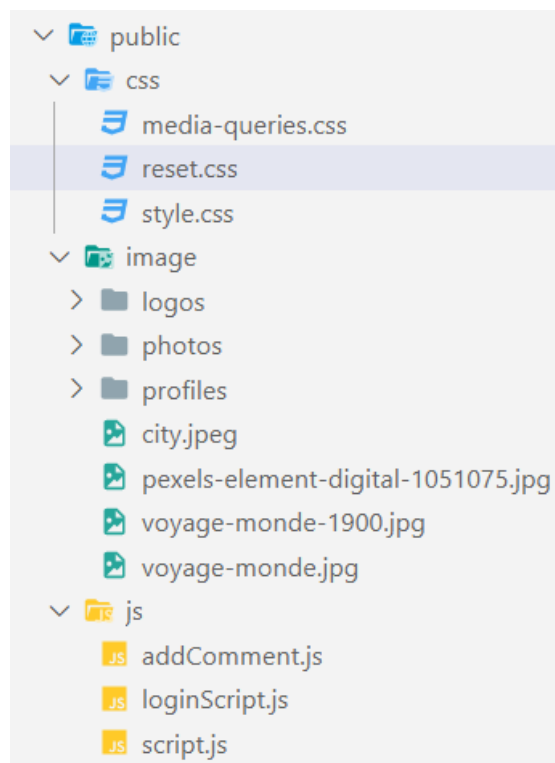 public
css
media-queries.css
reset.css
style.css
image
logos
photos
profiles
city.jpeg
pexels-element-digital-1051075.jpg
voyage-monde-1900.jpg
voyage-monde.jpg
js
addComment.js
loginScript.js
script.js